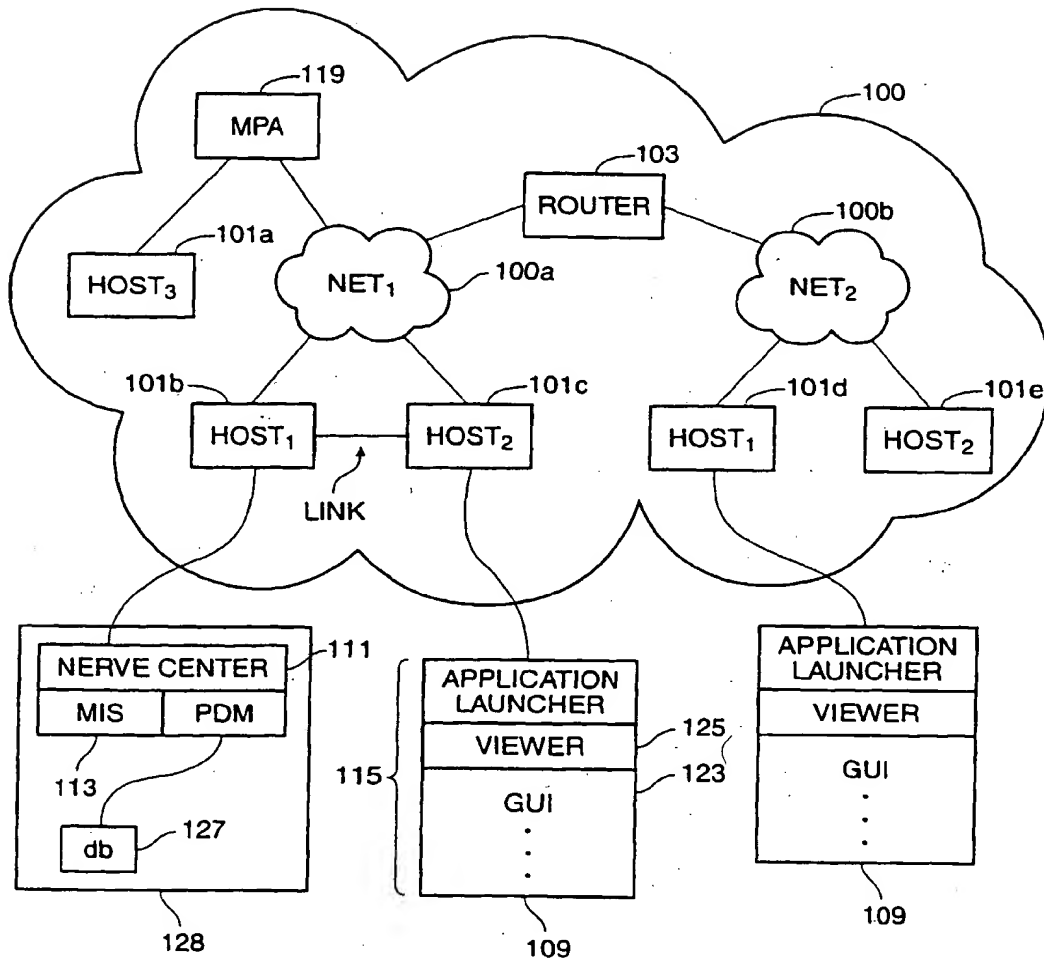 119
MPA
100
103
ROUTER
100b
101a
HOST3
NET1
100a
NET2
101b
101c
101d
101e
HOST1
HOST2
HOST1
HOST2
LINK
NERVE CENTER
111
MIS
PDM
113
db
127
128
APPLICATION
LAUNCHER
VIEWER
125
115
123
GUI
109
APPLICATION
LAUNCHER
VIEWER
GUI
109